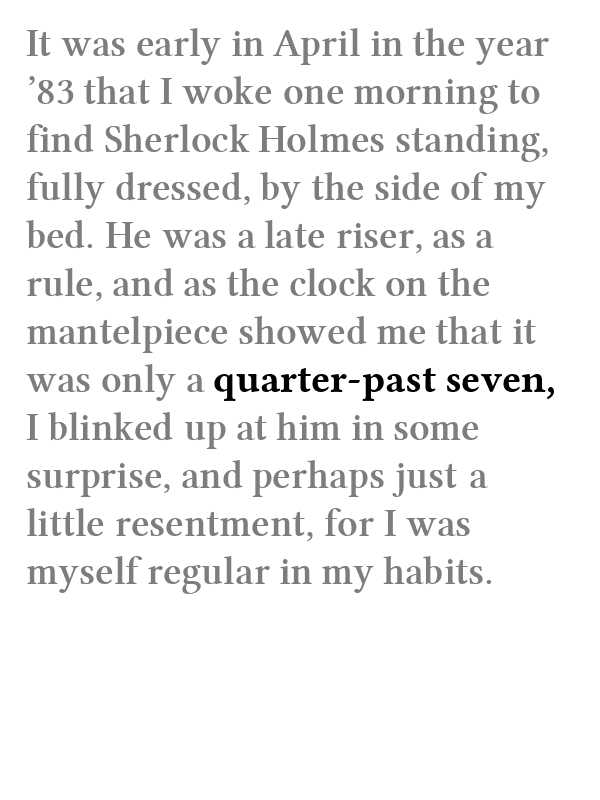 It was early in April in the year
’83 that I woke one morning to
find Sherlock Holmes standing,
fully dressed, by the side of my
bed. He was a late riser, as a
rule, and as the clock on the
mantelpiece showed me that it
was only a quarter-past seven,
I blinked up at him in some
surprise, and perhaps just a
little resentment, for I was
myself regular in my habits.